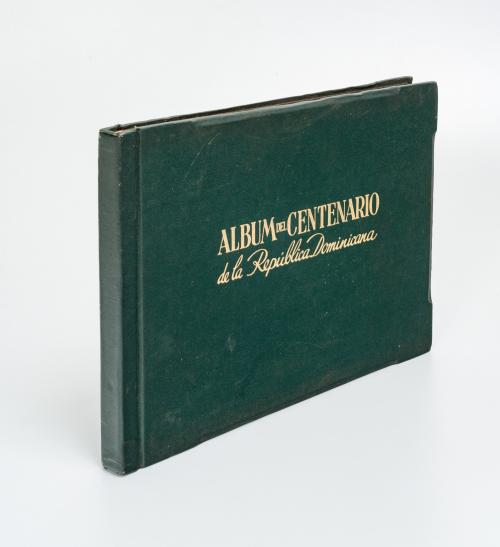 ALBUM DEL CENTENARIO
de la República Dominicana